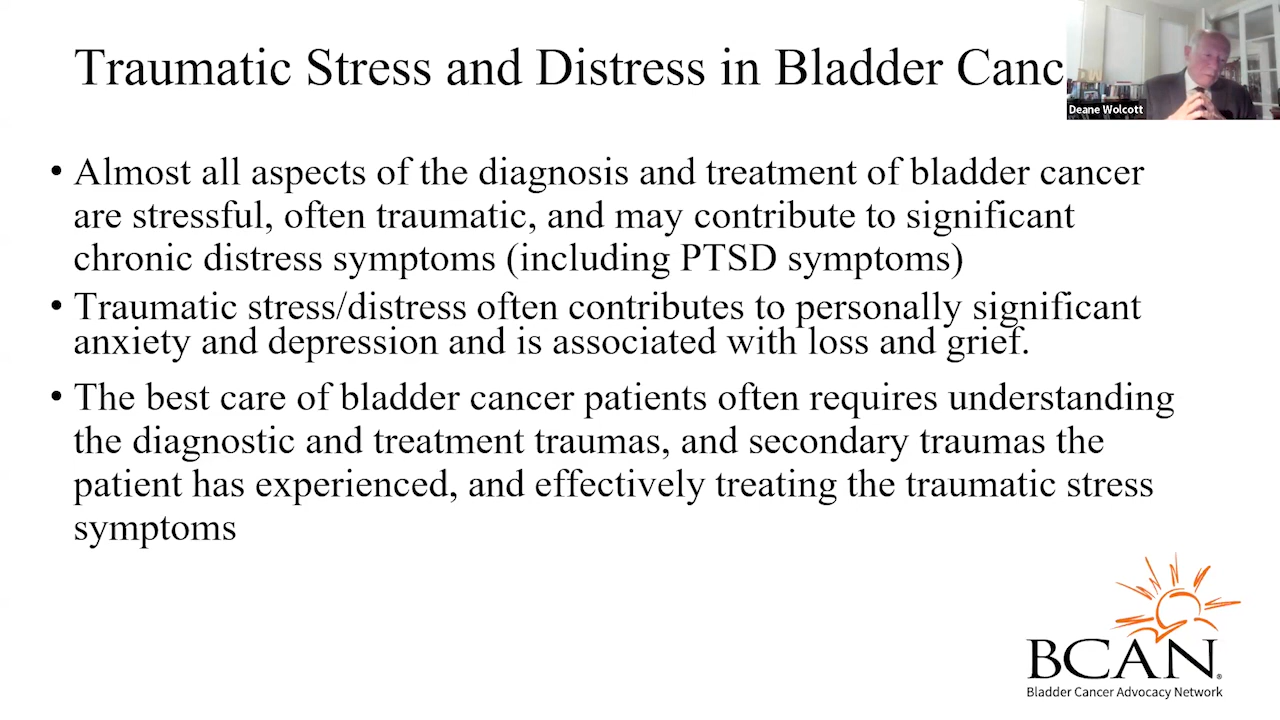 Traumatic Stress and Distress in Bladder Canc
DW
Deane Wolcott
• Almost all aspects of the diagnosis and treatment of bladder cancer
are stressful, often traumatic, and may contribute to significant
chronic distress symptoms (including PTSD symptoms)
• Traumatic stress/distress often contributes to personally significant
anxiety and depression and is associated with loss and grief.
• The best care of bladder cancer patients often requires understanding
the diagnostic and treatment traumas, and secondary traumas the
patient has experienced, and effectively treating the traumatic stress
symptoms
BCAN®
Bladder Cancer Advocacy Network